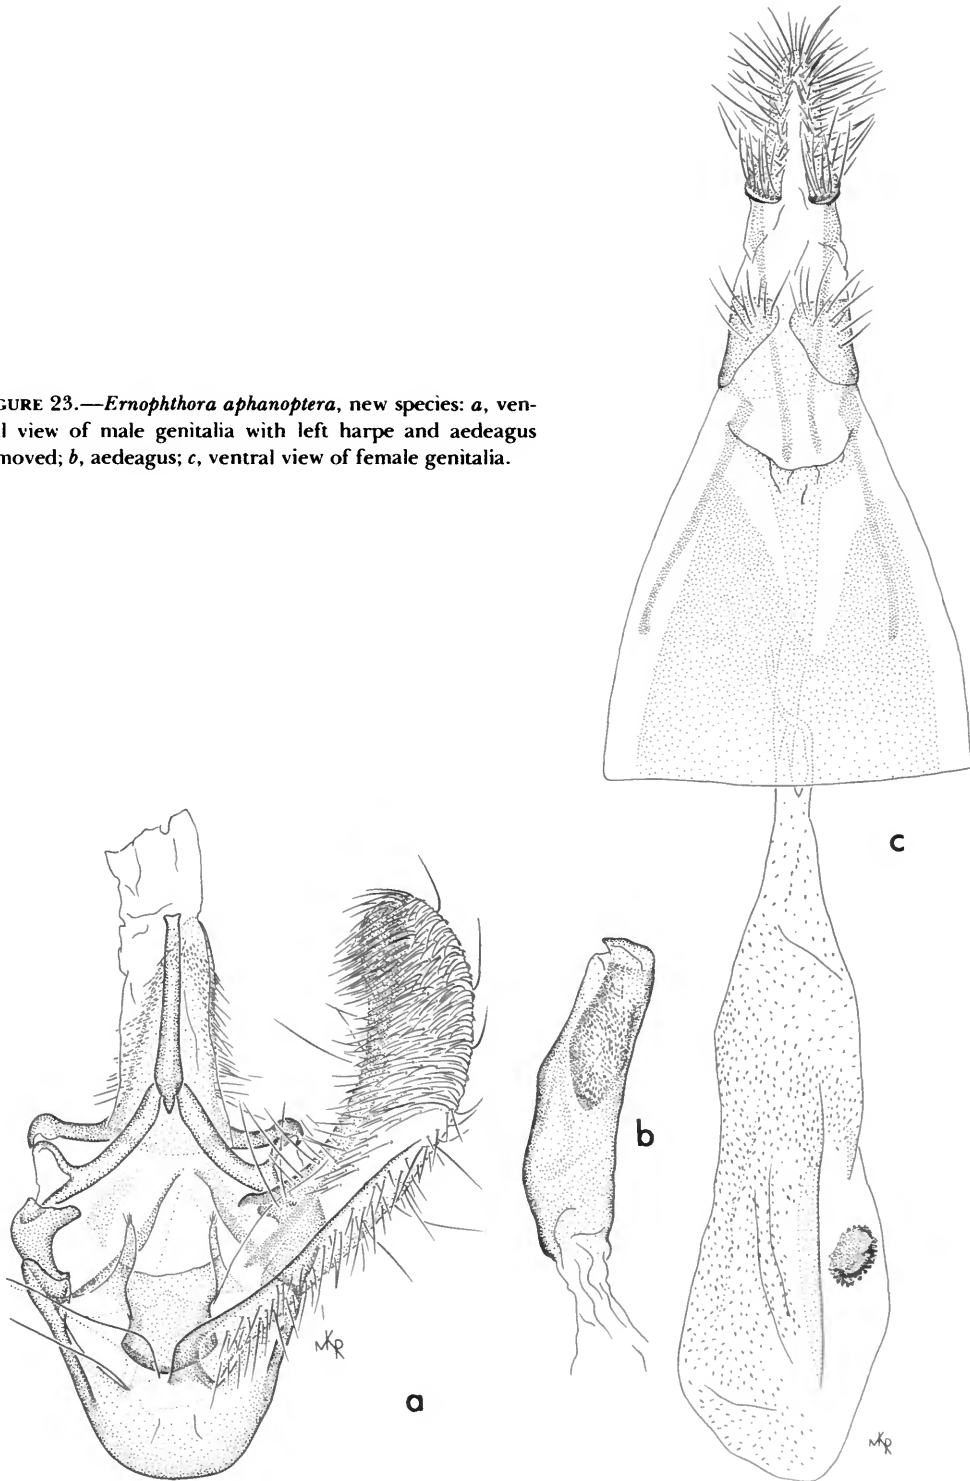 GURE 23.—Ernophthora aphanoptera, new species: a, ven-
l view of male genitalia with left harpe and aedeagus
moved; b, aedeagus; c, ventral view of female genitalia.
c
b
MKR
a
MKR